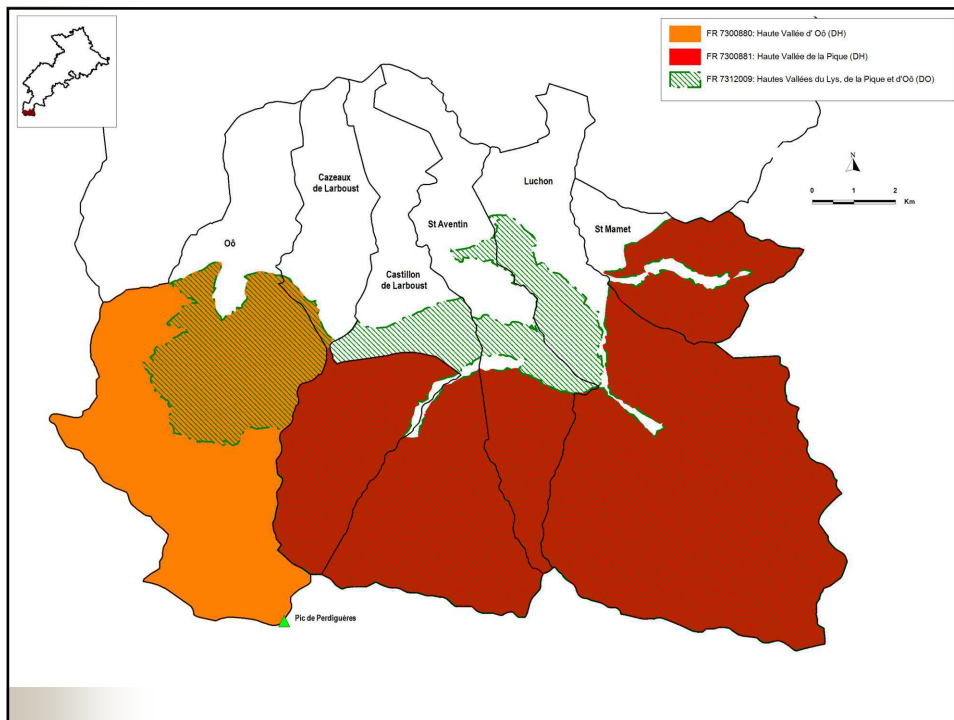 FR 7300880: Haute Vallée d' Oô (DH)
FR 7300881: Haute Vallée de la Pique (DH)
FR 7312009: Hautes Vallées du Lys, de la Pique et d'Oô (DO)
N
0 1 2
Km
Cazeaux
de Larboust
Luchon
St Aventin
St Mamet
Oô
Castillon
de Larboust
Pic de Perdiguéres